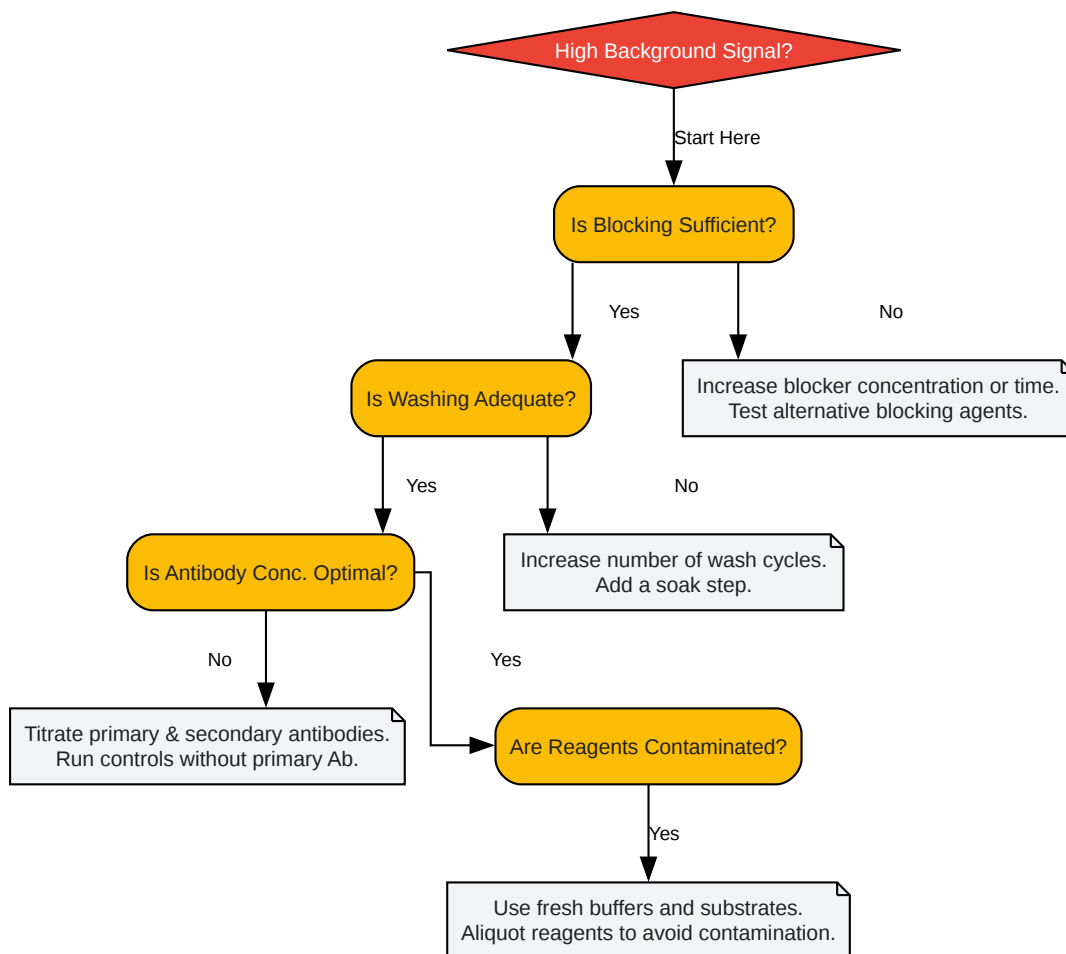 High Background Signal?
Start Here
Is Blocking Sufficient?
Yes
No
Is Washing Adequate?
Increase blocker concentration or time.
Test alternative blocking agents.
Yes
No
Is Antibody Conc. Optimal?
Increase number of wash cycles.
Add a soak step.
No
Yes
Titrate primary & secondary antibodies.
Run controls without primary Ab.
Are Reagents Contaminated?
Yes
Use fresh buffers and substrates.
Aliquot reagents to avoid contamination.